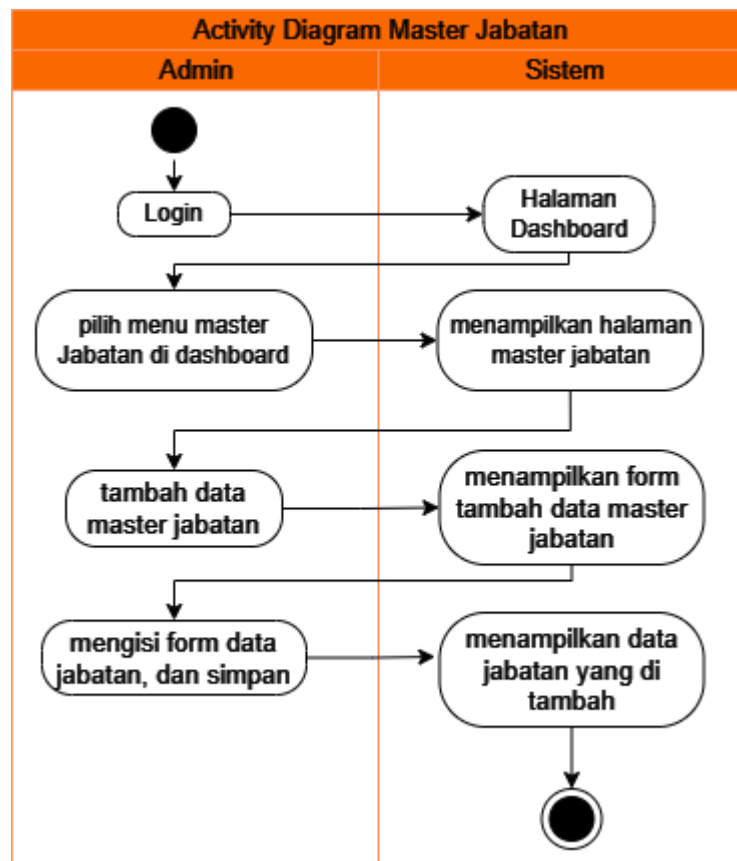 Activity Diagram Master Jabatan
Admin
Sistem
Login
Halaman
Dashboard
pilih menu master
Jabatan di dashboard
menampilkan halaman
master jabatan
tambah data
master jabatan
menampilkan form
tambah data master
jabatan
mengisi form data
jabatan, dan simpan
menampilkan data
jabatan yang di
tambah